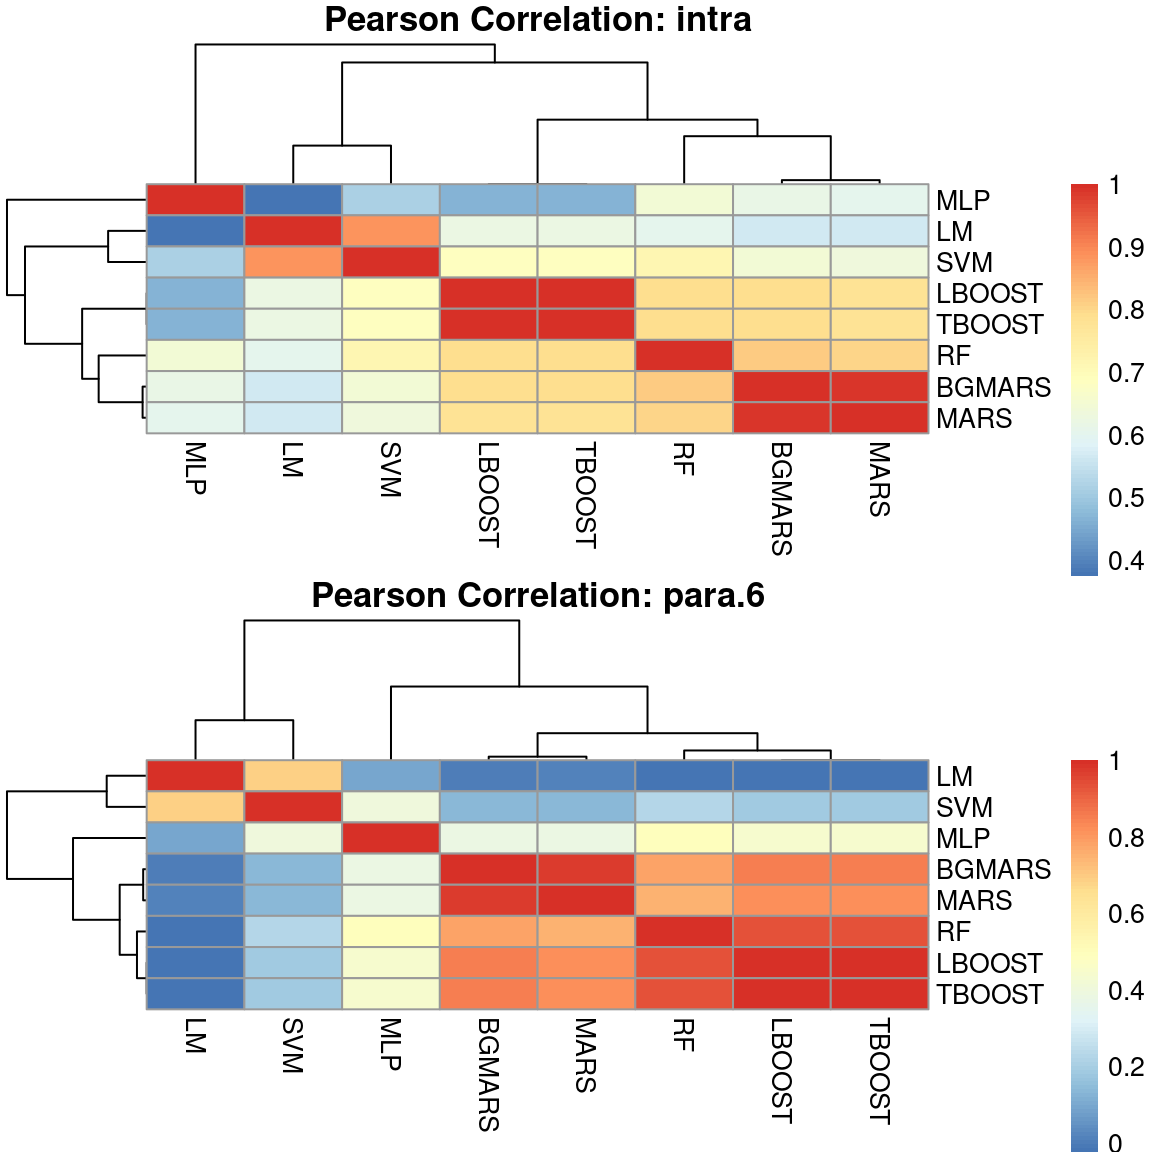 Pearson Correlation: intra
MLP
LM
SVM
LBOOST
TBOOST
RF
BGMARS
MARS
1
0.9
0.8
0.7
0.6
0.5
0.4
MLP
LM
SVM
LBOOST
TBOOST
RF
BGMARS
MARS
Pearson Correlation: para.6
LM
SVM
MLP
BGMARS
MARS
RF
LBOOST
TBOOST
1
0.8
0.6
0.4
0.2
0
LM
SVM
MLP
BGMARS
MARS
RF
LBOOST
TBOOST